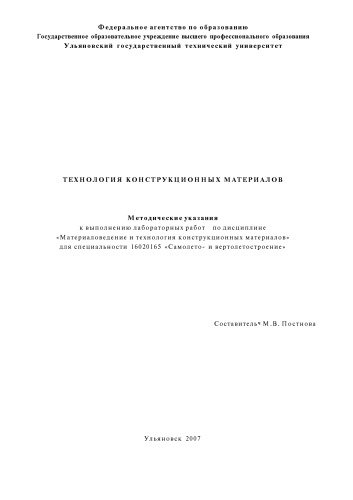 Федеральное агентство по образованию
Государственное образовательное учреждение высшего профессионального образования
Ульяновский государственный технический университет
ТЕХНОЛОГИЯ КОНСТРУКЦИОННЫХ МАТЕРИАЛОВ
Методические указания
к выполнению лабораторных работ по дисциплине
«Материаловедение и технология конструкционных материалов»
для специальности 16020165 «Самолето- и вертолетостроение»
Составитель М.В. Постнова
Ульяновск 2007